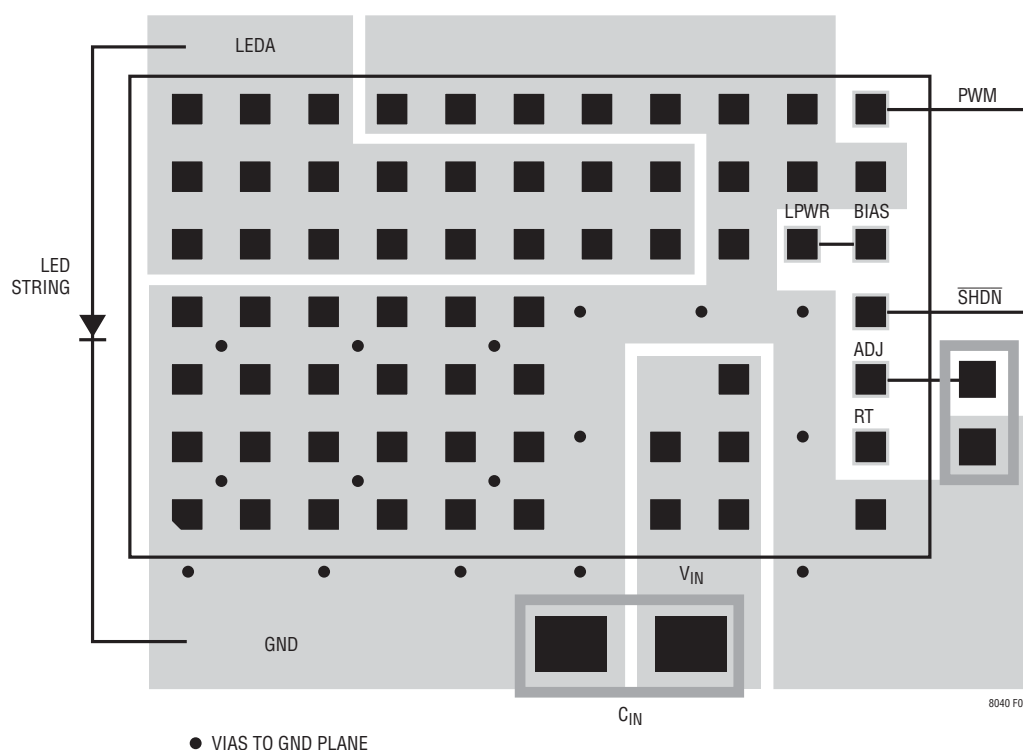 LEDA
PWM
LPWR BIAS
LED
STRING
SHDN
ADJ
RT
VIN
GND
CIN
8040 F0
● VIAS TO GND PLANE